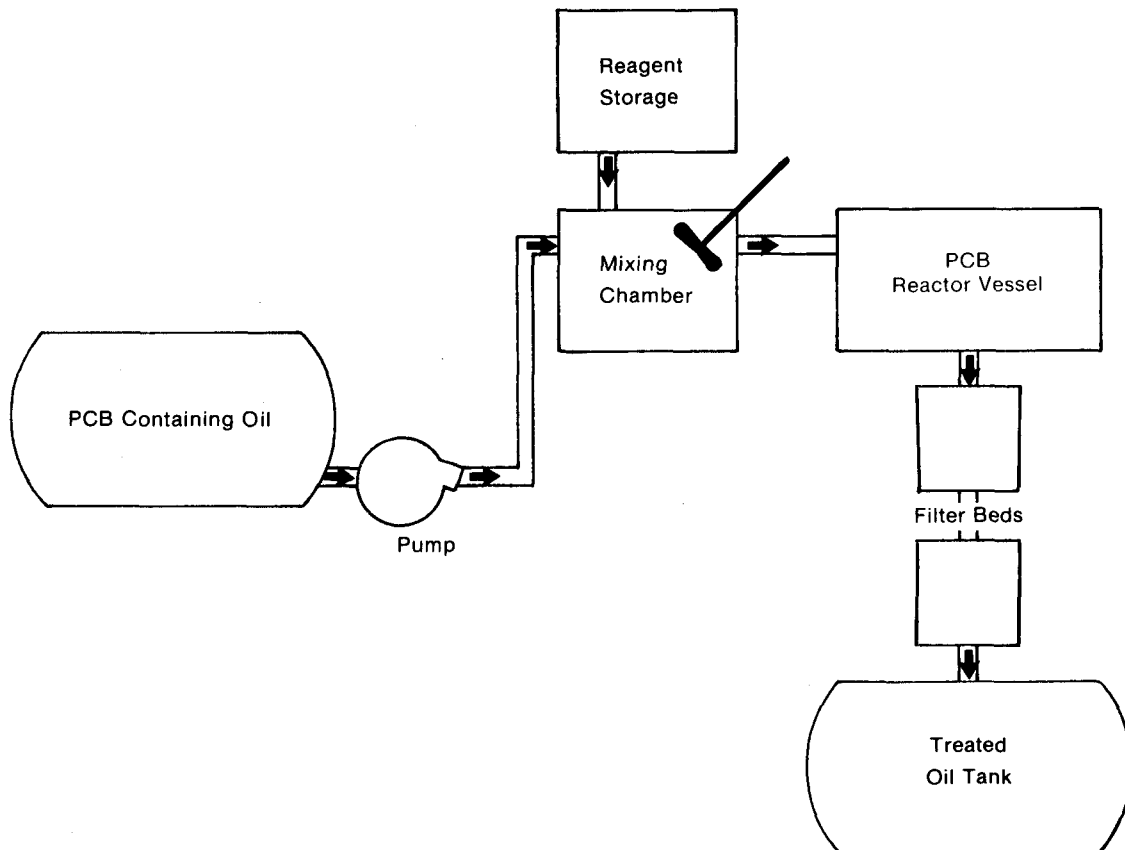 Reagent
Storage
Mixing
Chamber
PCB
Reactor Vessel
PCB Containing Oil
Pump
Filter Beds
Treated
Oil Tank